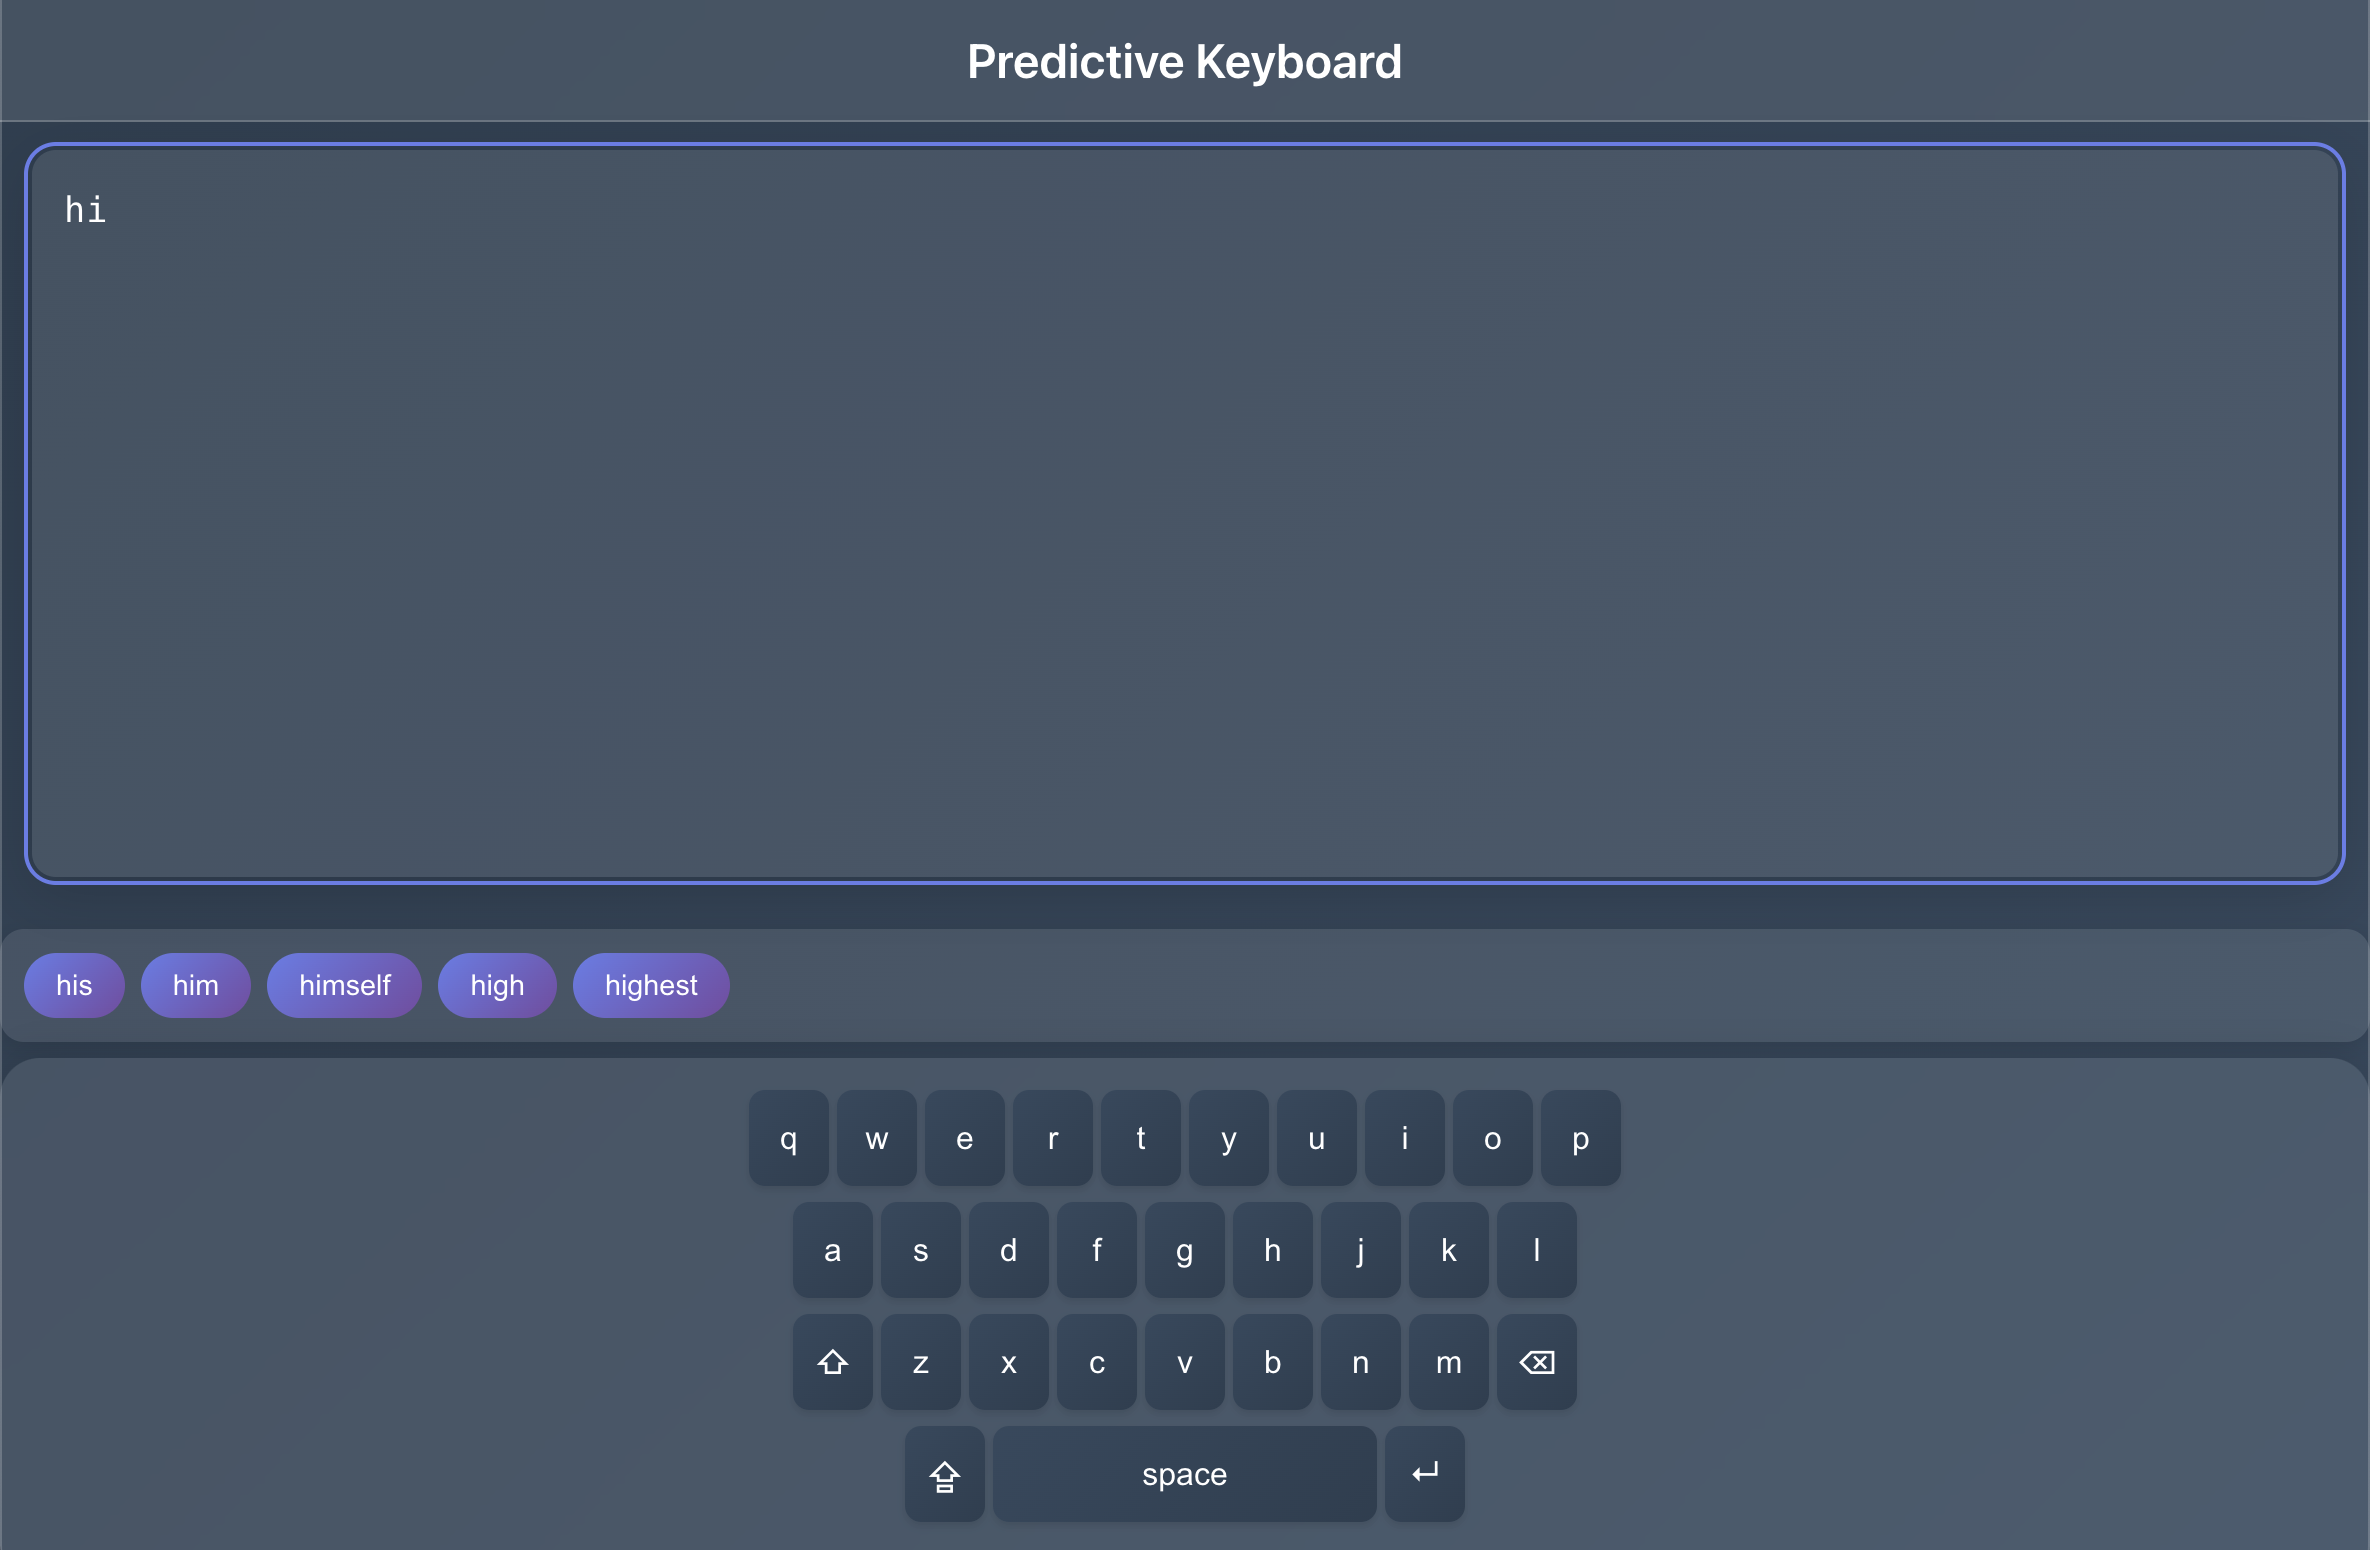 Predictive Keyboard
hi
his him himself high highest
q w e r t y u i o p
a s d f g h j k l
z x c v b n m
space